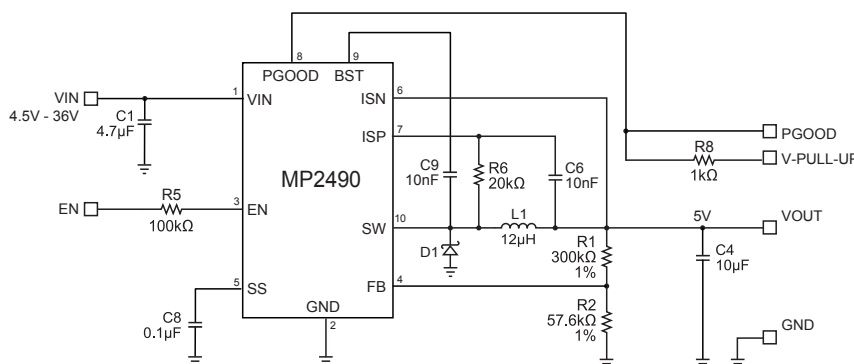 8
9
PGOOD
BST
VIN
4.5V - 36V
1
VIN
C1
4.7µF
ISN
6
ISP
7
MP2490
C9
10nF
R6
20kΩ
C6
10nF
PGOOD
R8
1kΩ
V-PULL-UP
EN
R5
100kΩ
3
EN
SW
10
L1
12µH
D1
5V
VOUT
R1
300kΩ
1%
C4
10µF
5
SS
FB
4
C8
0.1µF
GND
2
R2
57.6kΩ
1%
GND